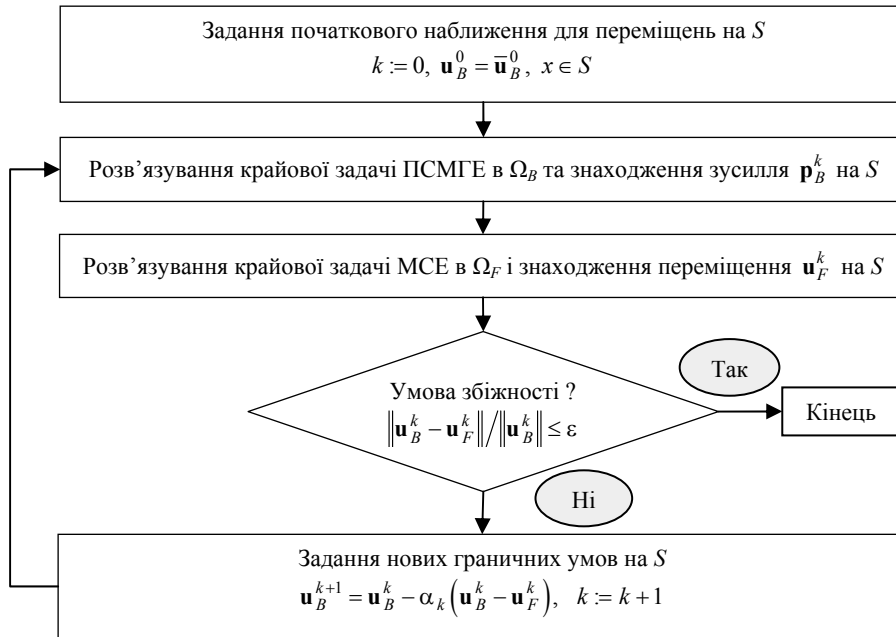 Задання початкового наближення для переміщень на S
k := 0, u_B^0 = ū_B^0, x ∈ S
Розв’язування крайової задачі ПСМГЕ в Ω_B та знаходження зусилля p_B^k на S
Розв’язування крайової задачі МСЕ в Ω_F і знаходження переміщення u_F^k на S
Умова збіжності ?
‖u_B^k − u_F^k‖/‖u_B^k‖ ≤ ε
Так
Кінець
Ні
Задання нових граничних умов на S
u_B^{k+1} = u_B^k − α_k(u_B^k − u_F^k), k := k + 1